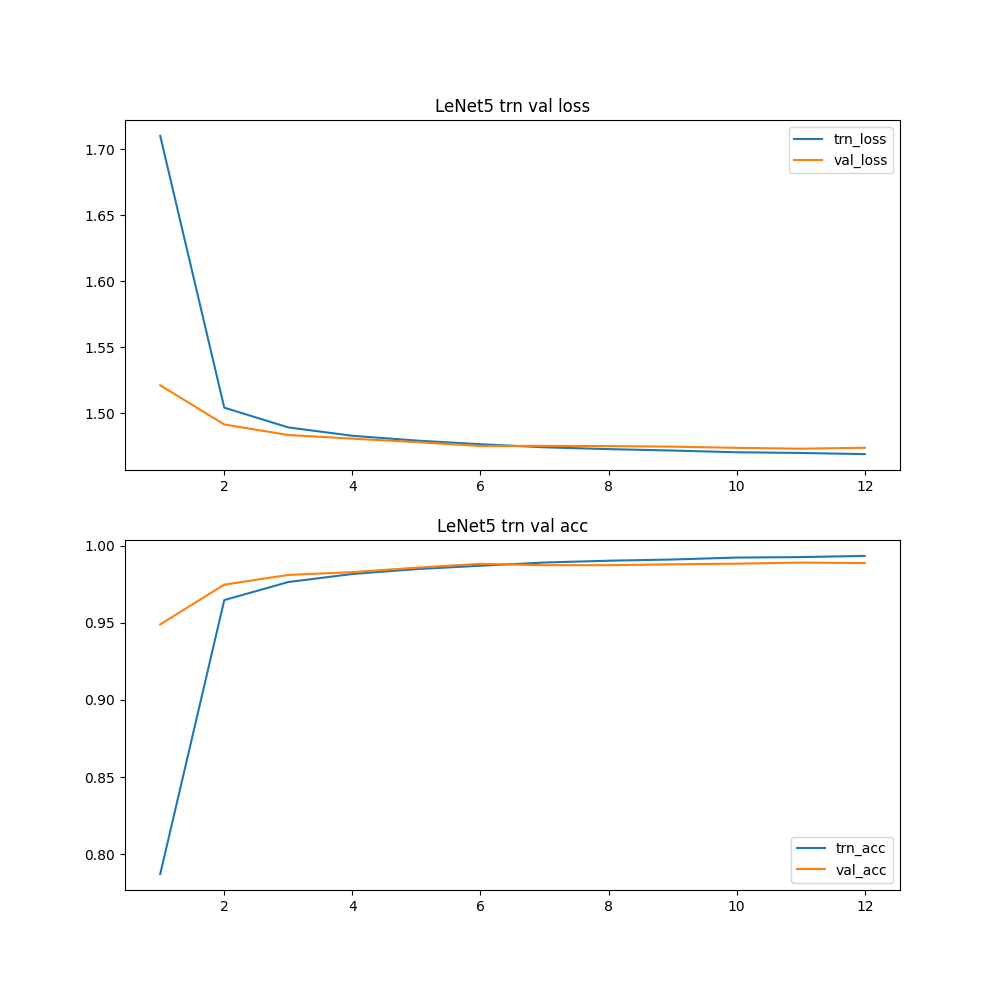 LeNet5 trn val loss
trn_loss
val_loss
1.70
1.65
1.60
1.55
1.50
2 4 6 8 10 12
LeNet5 trn val acc
1.00
0.95
0.90
0.85
0.80
trn_acc
val_acc
2 4 6 8 10 12